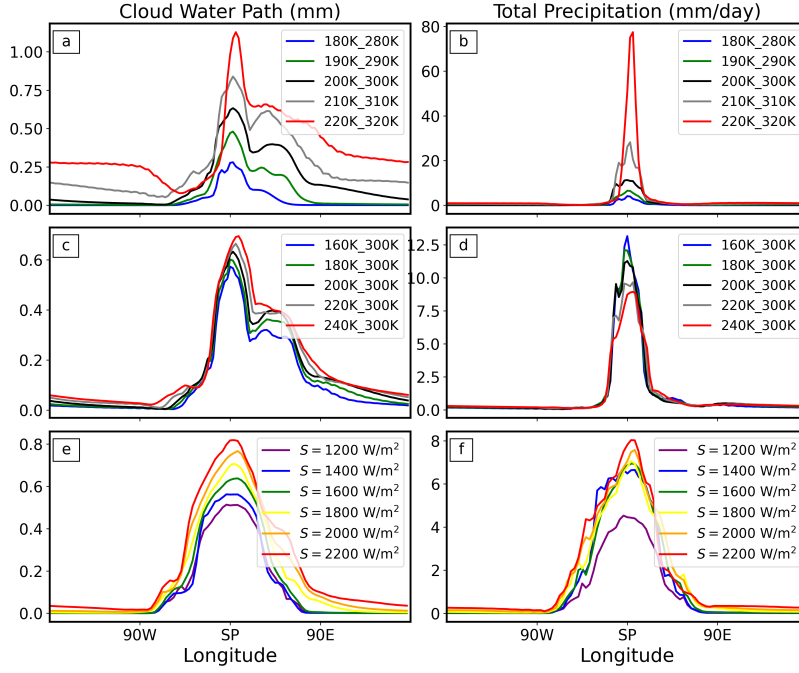 Cloud Water Path (mm)
Total Precipitation (mm/day)
a
180K_280K
190K_290K
200K_300K
210K_310K
220K_320K
1.00
0.75
0.50
0.25
0.00
b
180K_280K
190K_290K
200K_300K
210K_310K
220K_320K
80
60
40
20
0
c
160K_300K
180K_300K
200K_300K
220K_300K
240K_300K
0.6
0.4
0.2
0.0
d
160K_300K
180K_300K
200K_300K
220K_300K
240K_300K
12.5
10.0
7.5
5.0
2.5
0.0
e
S = 1200 W/m²
S = 1400 W/m²
S = 1600 W/m²
S = 1800 W/m²
S = 2000 W/m²
S = 2200 W/m²
0.8
0.6
0.4
0.2
0.0
90W SP 90E
Longitude
f
S = 1200 W/m²
S = 1400 W/m²
S = 1600 W/m²
S = 1800 W/m²
S = 2000 W/m²
S = 2200 W/m²
8
6
4
2
0
90W SP 90E
Longitude